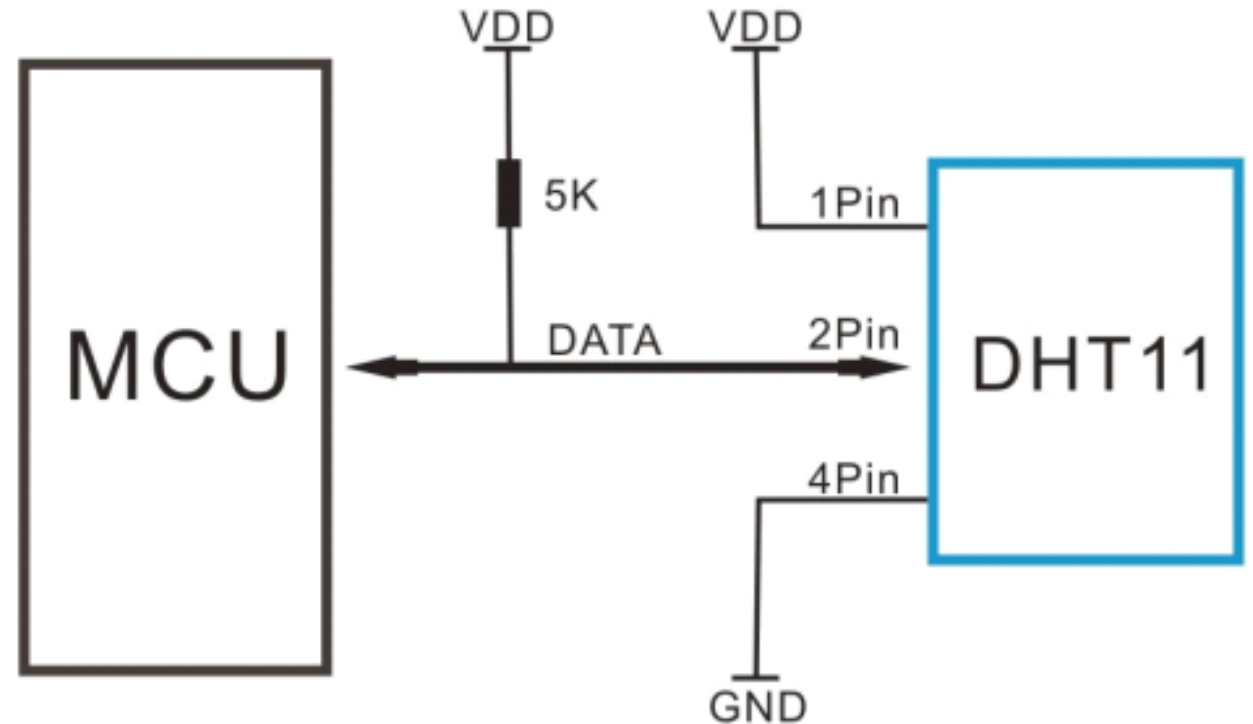 VDD
VDD
5K
1Pin
MCU
DATA
2Pin
DHT11
4Pin
GND